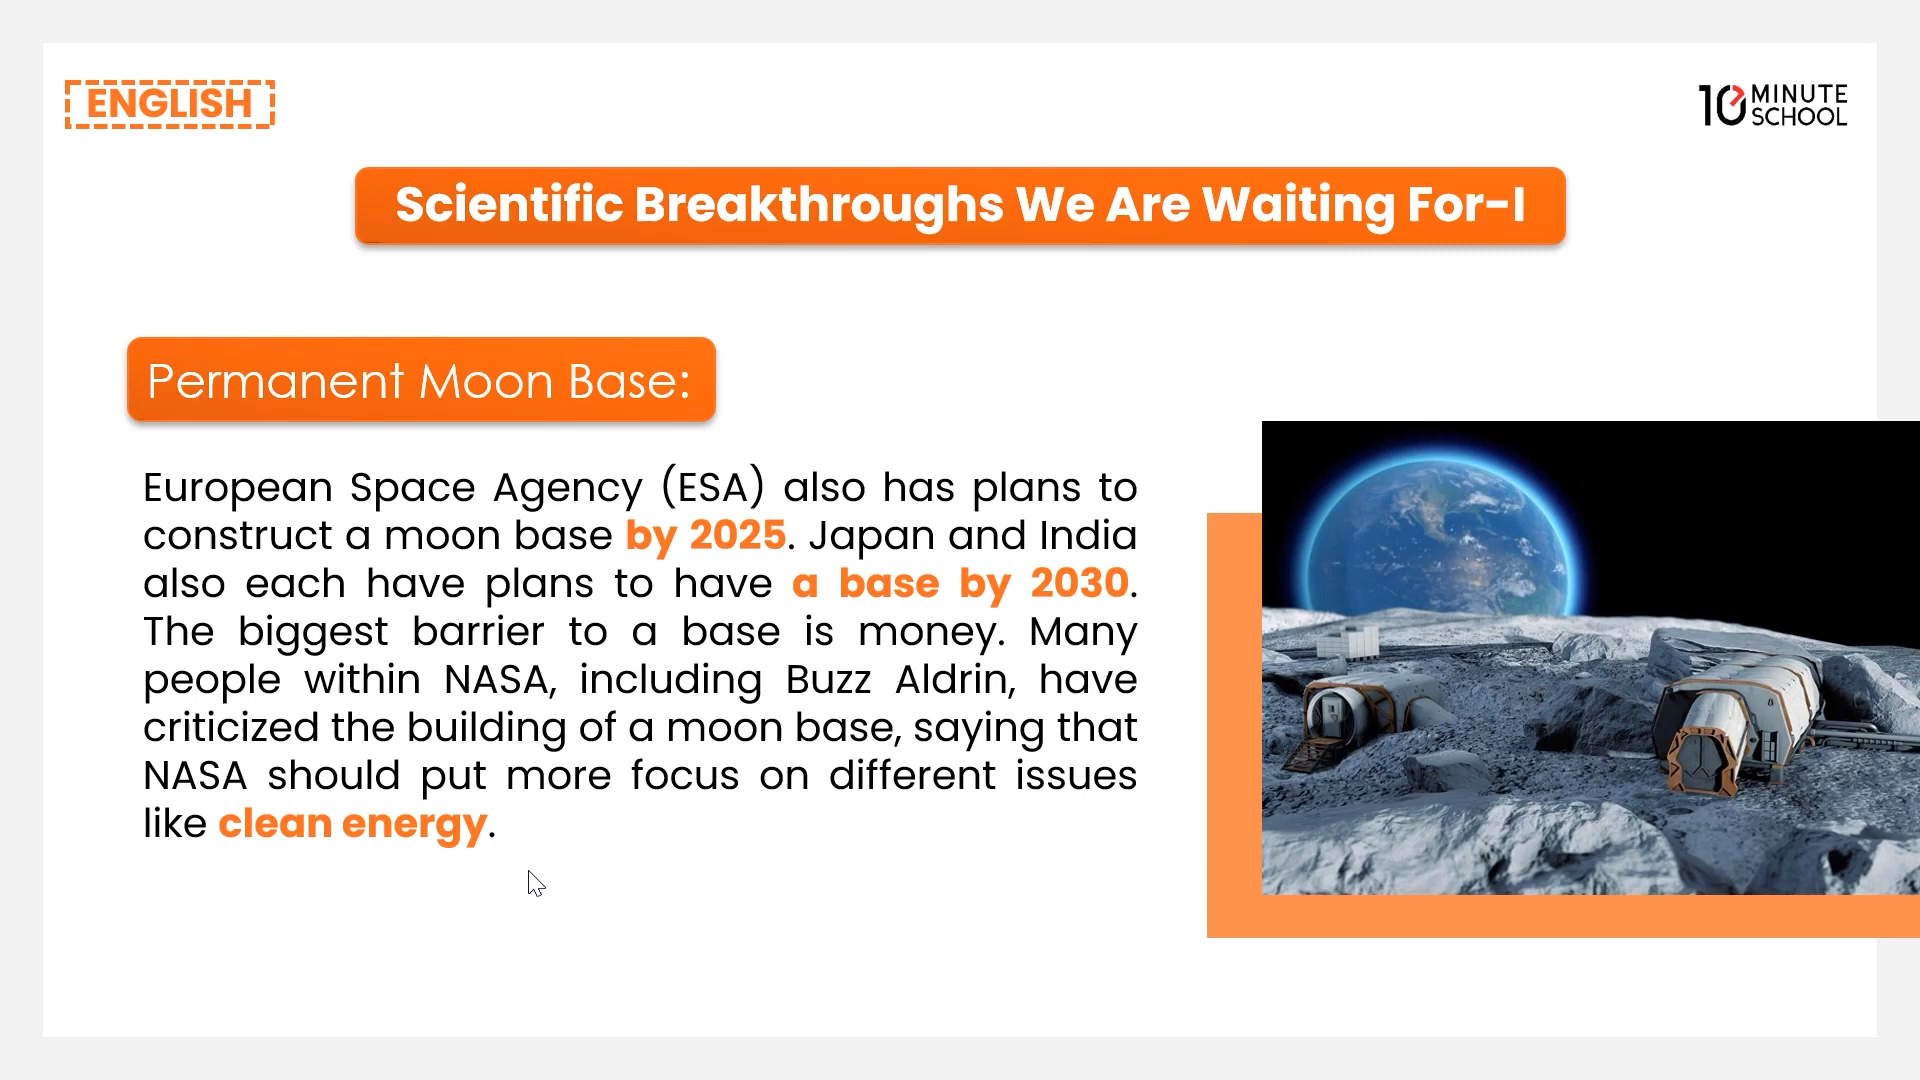 ENGLISH
10 MINUTE
SCHOOL
Scientific Breakthroughs We Are Waiting For-I
Permanent Moon Base:
European Space Agency (ESA) also has plans to
construct a moon base by 2025. Japan and India
also each have plans to have a base by 2030.
The biggest barrier to a base is money. Many
people within NASA, including Buzz Aldrin, have
criticized the building of a moon base, saying that
NASA should put more focus on different issues
like clean energy.